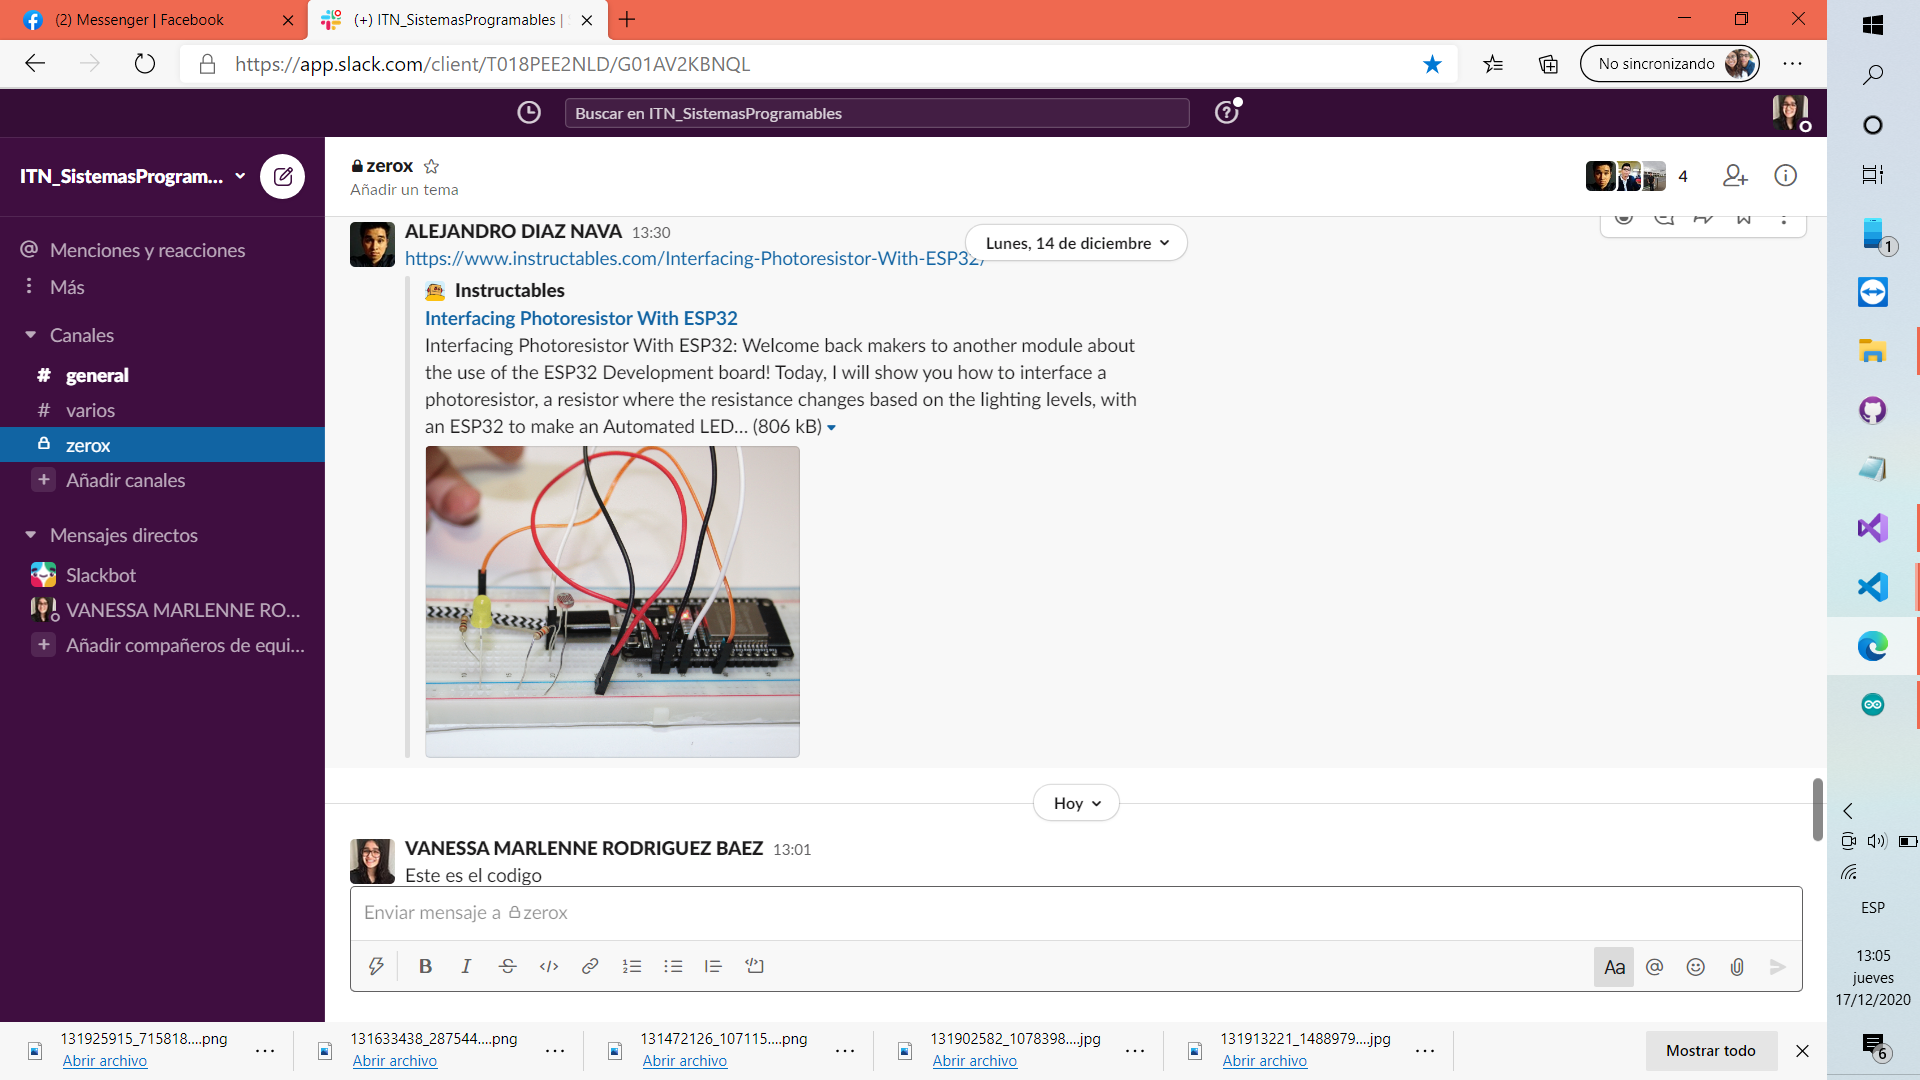 (2) Messenger | Facebook
(+) ITN_SistemasProgramables |
https://app.slack.com/client/T018PEE2NLD/G01AV2KBNQL
No sincronizando
Buscar en ITN_SistemasProgramables
ITN_SistemasProgram...
Menciones y reacciones
Más
Canales
# general
# varios
zerox
+ Añadir canales
Mensajes directos
Slackbot
VANESSA MARLENNE RO...
+ Añadir compañeros de equi...
zerox
Añadir un tema
4
ALEJANDRO DIAZ NAVA 13:30
Lunes, 14 de diciembre
https://www.instructables.com/Interfacing-Photoresistor-With-ESP32/
Instructables
Interfacing Photoresistor With ESP32
Interfacing Photoresistor With ESP32: Welcome back makers to another module about
the use of the ESP32 Development board! Today, I will show you how to interface a
photoresistor, a resistor where the resistance changes based on the lighting levels, with
an ESP32 to make an Automated LED... (806 kB)
Hoy
VANESSA MARLENNE RODRIGUEZ BAEZ 13:01
Este es el codigo
Enviar mensaje a zerox
B I S </> Aa @
131925915_715818....png
Abrir archivo
131633438_287544....png
Abrir archivo
131472126_107115....png
Abrir archivo
131902582_1078398....jpg
Abrir archivo
131913221_1488979....jpg
Abrir archivo
Mostrar todo
1
ESP
13:05
jueves
17/12/2020
6